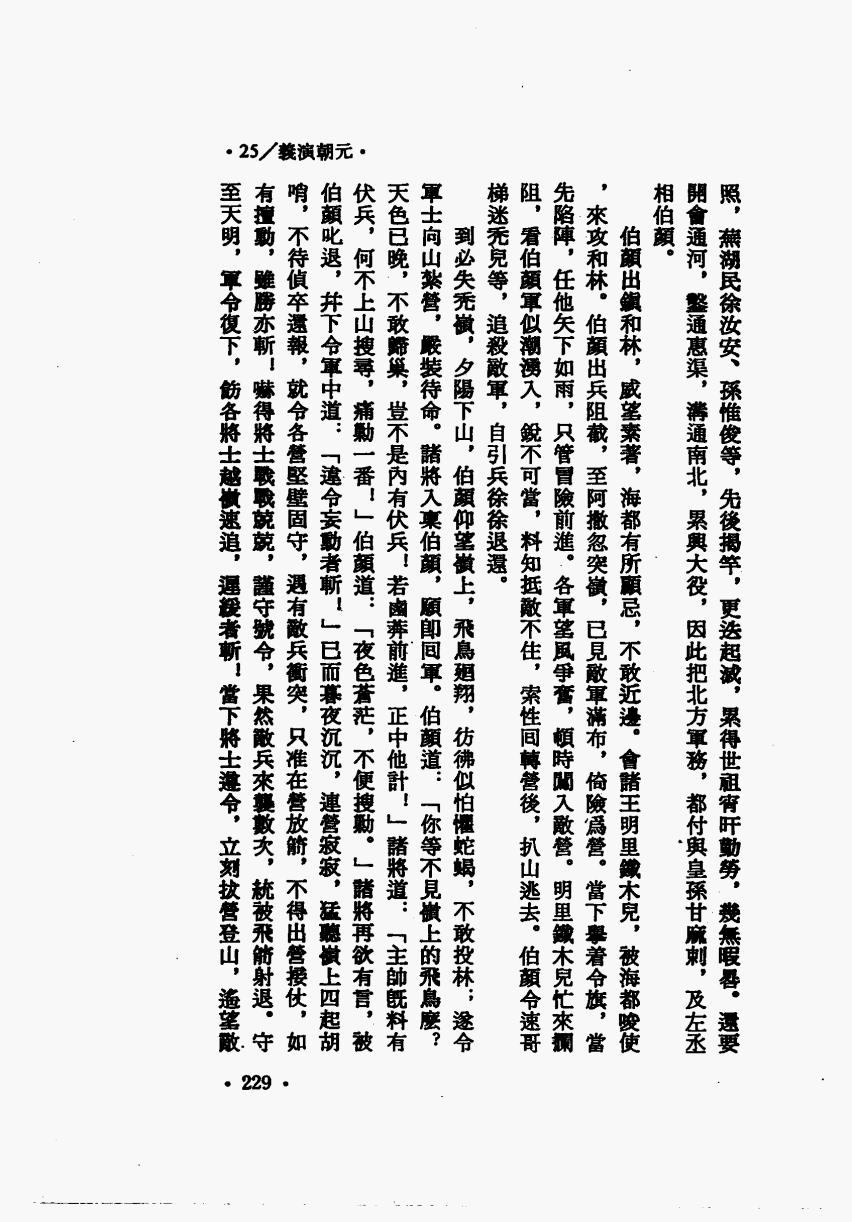 ・25／義演朝元・
照，蕪湖民徐汝安、孫惟俊等，先後揭竿，更迭起滅，累得世祖宵旰勤勞，幾無暇晷。還要
開會通河，鑿通惠渠，溝通南北，累興大役，因此把北方軍務，都付與皇孫甘麻剌，及左丞
相伯顏。
伯顏出鎮和林，威望素著，海都有所顧忌，不敢近邊。會諸王明里鐵木兒，被海都唆使
，來攻和林。伯顏出兵阻截，至阿撒忽突嶺，已見敵軍滿布，倚險爲營。當下擧着令旗，當
先陷陣，任他矢下如雨，只管冒險前進。各軍望風爭奮，頓時闖入敵營。明里鐵木兒忙來攔
阻，看伯顏軍似潮湧入，銳不可當，料知抵敵不住，索性囘轉營後，扒山逃去。伯顏令速哥
梯迷禿兒等，追殺敵軍，自引兵徐徐退還。
到必失禿嶺，夕陽下山，伯顏仰望嶺上，飛鳥廻翔，彷彿似怕懼蛇蝎，不敢投林；遂令
軍士向山紮營，嚴裝待命。諸將入稟伯顏，願卽囘軍。伯顏道：「你等不見嶺上的飛鳥麽？
天色已晚，不敢歸巢，豈不是內有伏兵！若鹵莽前進，正中他計！」諸將道：「主帥旣料有
伏兵，何不上山搜尋，痛勦一番！」伯顏道：「夜色蒼茫，不便搜勦。」諸將再欲有言，被
伯顏叱退，幷下令軍中道：「違令妄動者斬！」已而暮夜沉沉，連營寂寂，猛聽嶺上四起胡
哨，不待偵卒還報，就令各營堅壁固守，遇有敵兵衝突，只准在營放箭，不得出營接仗，如
有擅動，雖勝亦斬！嚇得將士戰戰兢兢，謹守號令，果然敵兵來襲數次，統被飛箭射退。守
至天明，軍令復下，飭各將士越嶺速追，遲緩者斬！當下將士遵令，立刻拔營登山，遙望敵
・229・